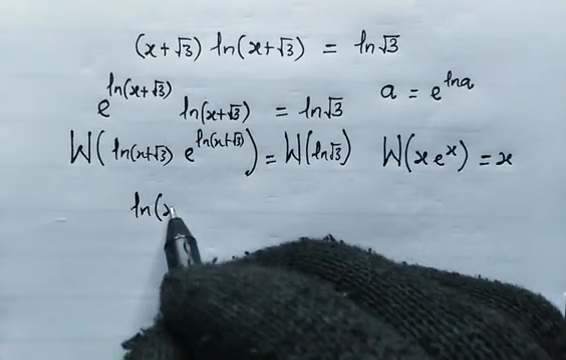 (x+√3) ln(x+√3) = ln√3
e^ln(x+√3) ln(x+√3) = ln√3 a = e^lna
W(ln(x+√3) e^ln(x+√3)) = W(ln√3) W(xe^x) = x
ln(x